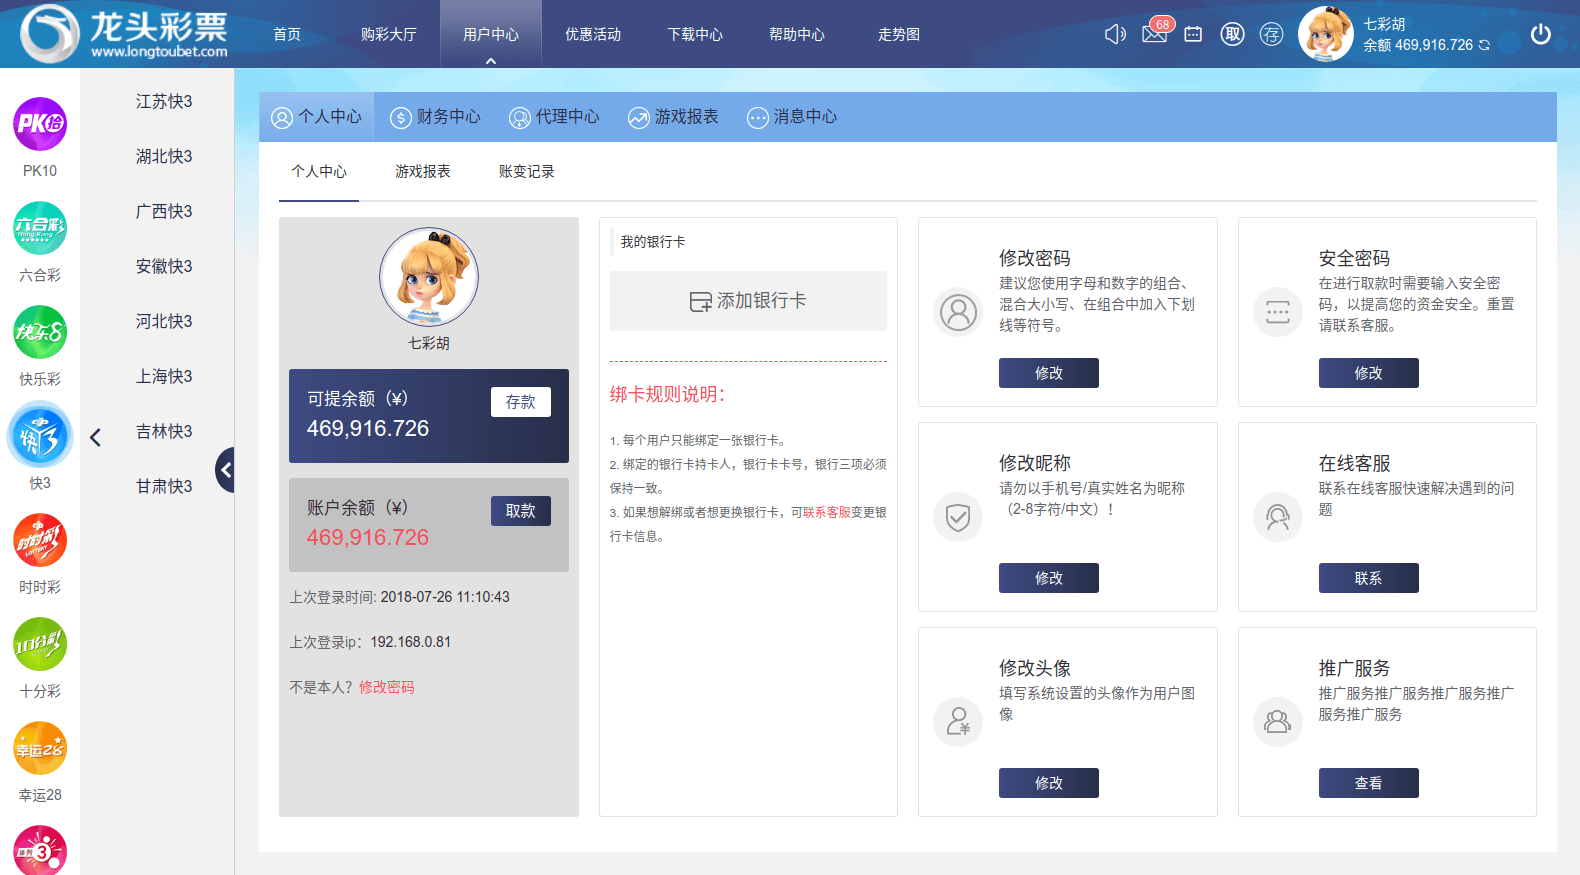 龙头彩票
www.longtoubet.com
首页
购彩大厅
用户中心
优惠活动
下载中心
帮助中心
走势图
68
取
存
七彩胡
余额 469,916.726
PK拾
PK10
六合彩
Hong Kong
六合彩
快乐8
快乐彩
快3
快3
时时彩
LOTTERY
时时彩
10分彩
十分彩
幸运28
幸运28
排列3
江苏快3
湖北快3
广西快3
安徽快3
河北快3
上海快3
吉林快3
甘肃快3
个人中心
财务中心
代理中心
游戏报表
消息中心
个人中心
游戏报表
账变记录
七彩胡
可提余额（¥）
469,916.726
存款
账户余额（¥）
469,916.726
取款
上次登录时间: 2018-07-26 11:10:43
上次登录ip：192.168.0.81
不是本人？修改密码
我的银行卡
添加银行卡
绑卡规则说明：
1. 每个用户只能绑定一张银行卡。
2. 绑定的银行卡持卡人，银行卡卡号，银行三项必须
保持一致。
3. 如果想解绑或者想更换银行卡，可联系客服变更银
行卡信息。
修改密码
建议您使用字母和数字的组合、
混合大小写、在组合中加入下划
线等符号。
修改
安全密码
在进行取款时需要输入安全密
码，以提高您的资金安全。重置
请联系客服。
修改
修改昵称
请勿以手机号/真实姓名为昵称
（2-8字符/中文）！
修改
在线客服
联系在线客服快速解决遇到的问
题
联系
修改头像
填写系统设置的头像作为用户图
像
修改
推广服务
推广服务推广服务推广服务推广
服务推广服务
查看